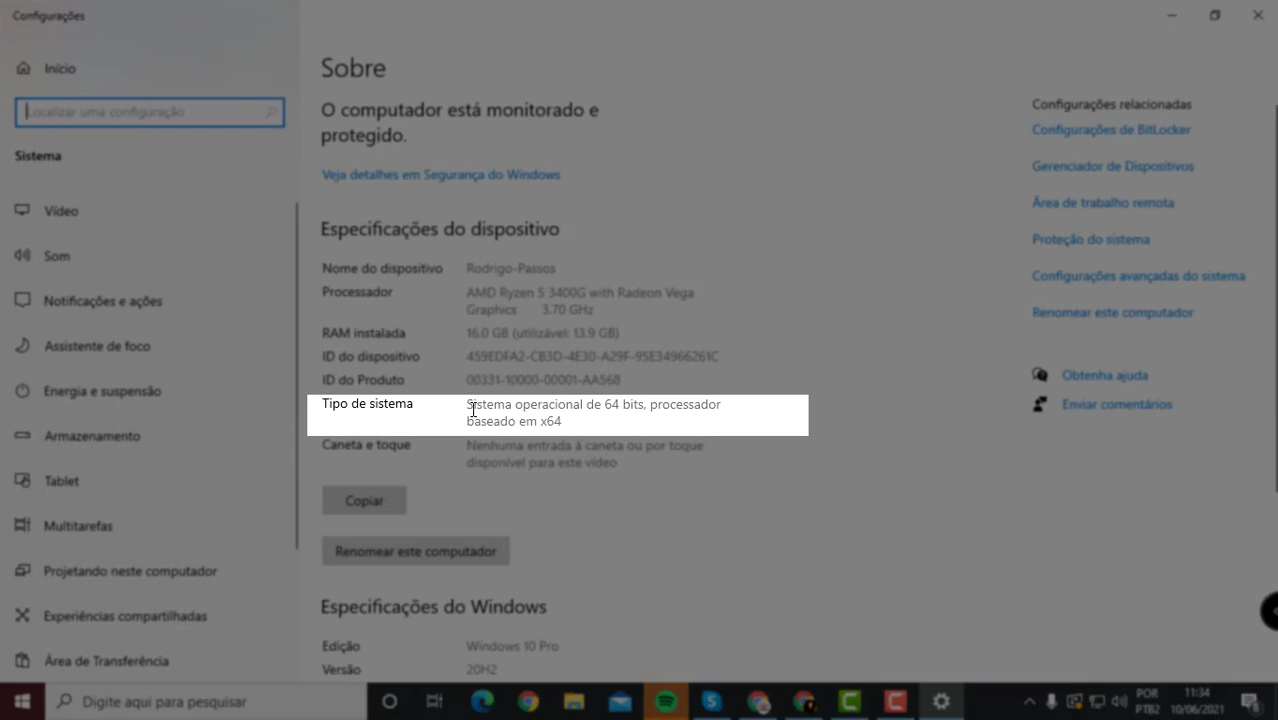 Configurações
Início
Localizar uma configuração
Sistema
Vídeo
Som
Notificações e ações
Assistente de foco
Energia e suspensão
Armazenamento
Tablet
Multitarefas
Projetando neste computador
Experiências compartilhadas
Área de Transferência
Sobre
O computador está monitorado e
protegido.
Veja detalhes em Segurança do Windows
Especificações do dispositivo
Nome do dispositivo Rodrigo-Passos
Processador AMD Ryzen 5 3400G with Radeon Vega
Graphics 3.70 GHz
RAM instalada 16.0 GB (utilizável: 13.9 GB)
ID do dispositivo 459EDFA2-CB3D-4E30-A29F-95E34966261C
ID do Produto 00331-10000-00001-AA568
Tipo de sistema Sistema operacional de 64 bits, processador
baseado em x64
Caneta e toque Nenhuma entrada à caneta ou por toque
disponível para este vídeo
Copiar
Renomear este computador
Especificações do Windows
Edição Windows 10 Pro
Versão 20H2
Configurações relacionadas
Configurações de BitLocker
Gerenciador de Dispositivos
Área de trabalho remota
Proteção do sistema
Configurações avançadas do sistema
Renomear este computador
Obtenha ajuda
Enviar comentários
Digite aqui para pesquisar
POR
PTB2
11:34
10/06/2021